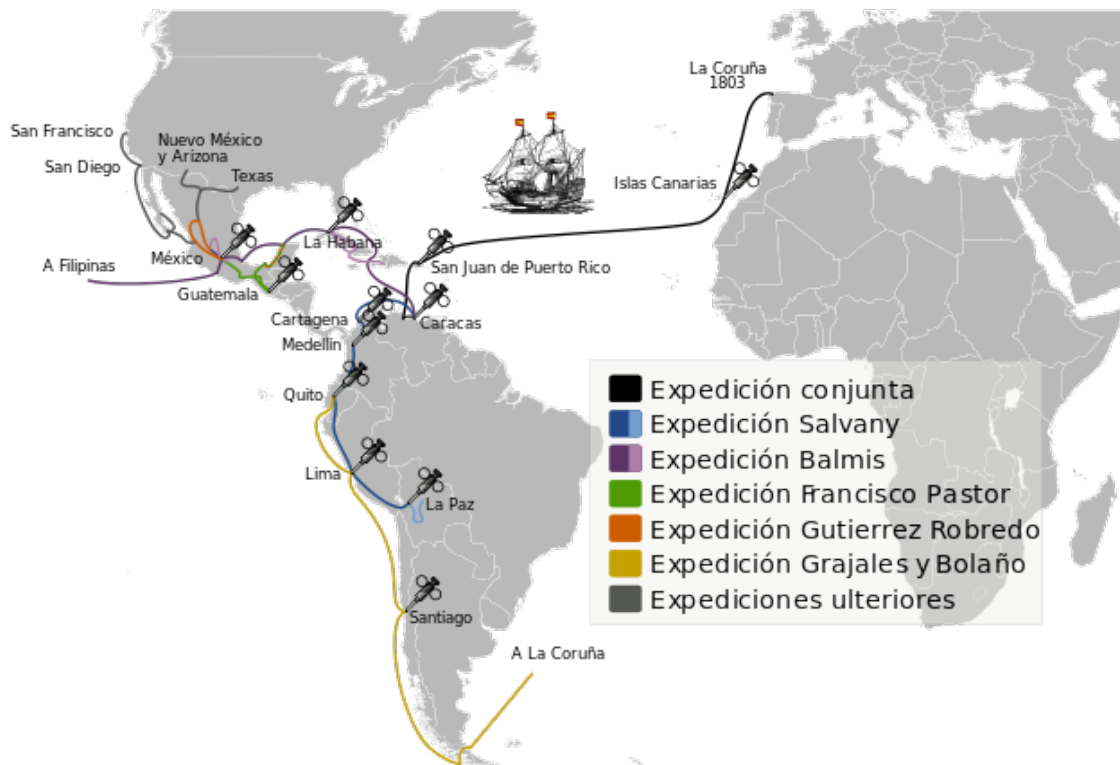 La Coruña
1803
San Francisco
Nuevo México
y Arizona
San Diego
Texas
Islas Canarias
La Habana
México
A Filipinas
San Juan de Puerto Rico
Guatemala
Cartagena
Caracas
Medellín
Quito
Lima
La Paz
Santiago
A La Coruña
Expedición conjunta
Expedición Salvany
Expedición Balmis
Expedición Francisco Pastor
Expedición Gutierrez Robredo
Expedición Grajales y Bolaño
Expediciones ulteriores